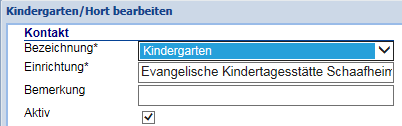 Kindergarten/Hort bearbeiten
Kontakt
Bezeichnung* Kindergarten
Einrichtung* Evangelische Kindertagesstätte Schaafheim
Bemerkung
Aktiv